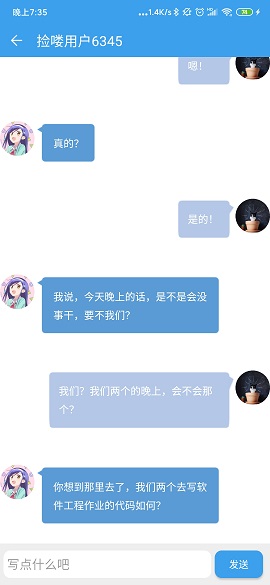 晚上7:35
...1.4K/s
74
捡喽用户6345
嗯！
真的？
是的！
我说，今天晚上的话，是不是会没
事干，要不我们？
我们？我们两个的晚上，会不会那
个？
你想到那里去了，我们两个去写软
件工程作业的代码如何？
写点什么吧
发送